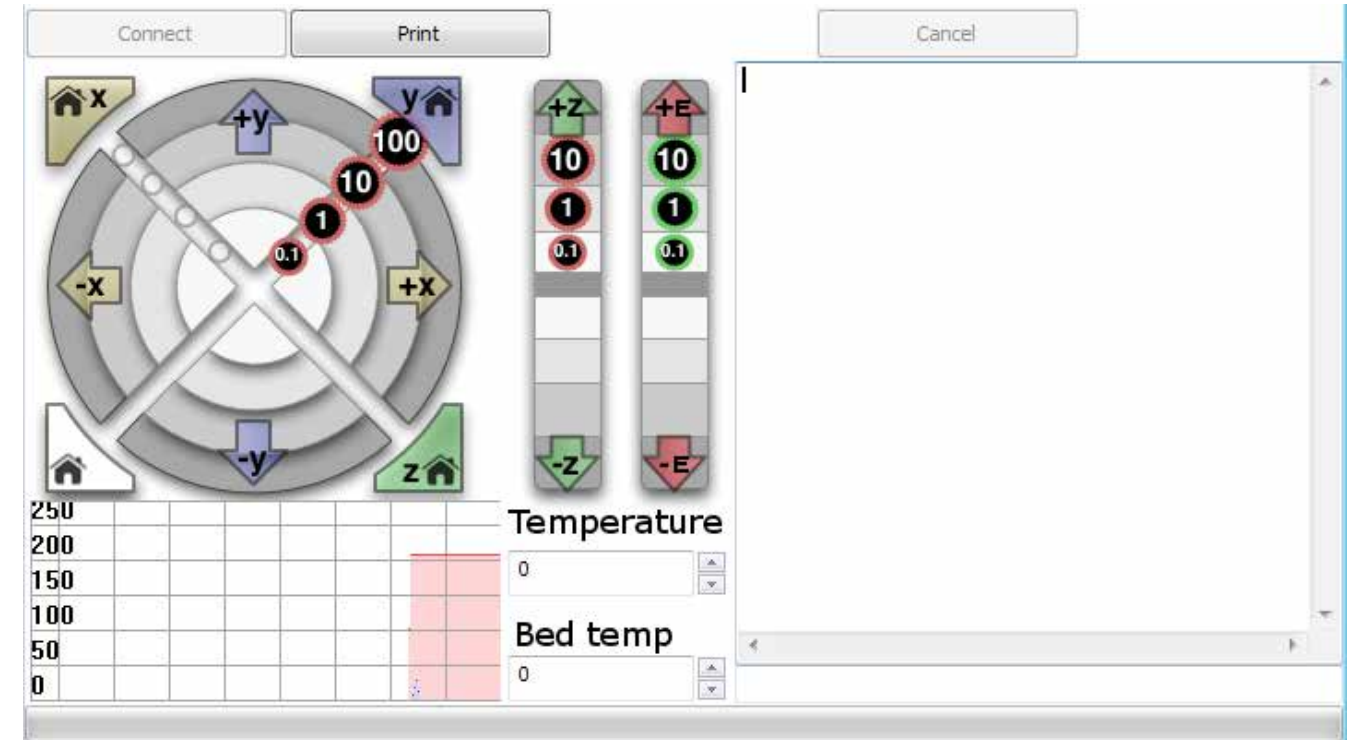 Connect Print Cancel
x y
+y
100
10
1
0.1
-x +x
-y
z
+Z +E
10 10
1 1
0.1 0.1
-Z -E
250
200
150
100
50
0
Temperature
0
Bed temp
0